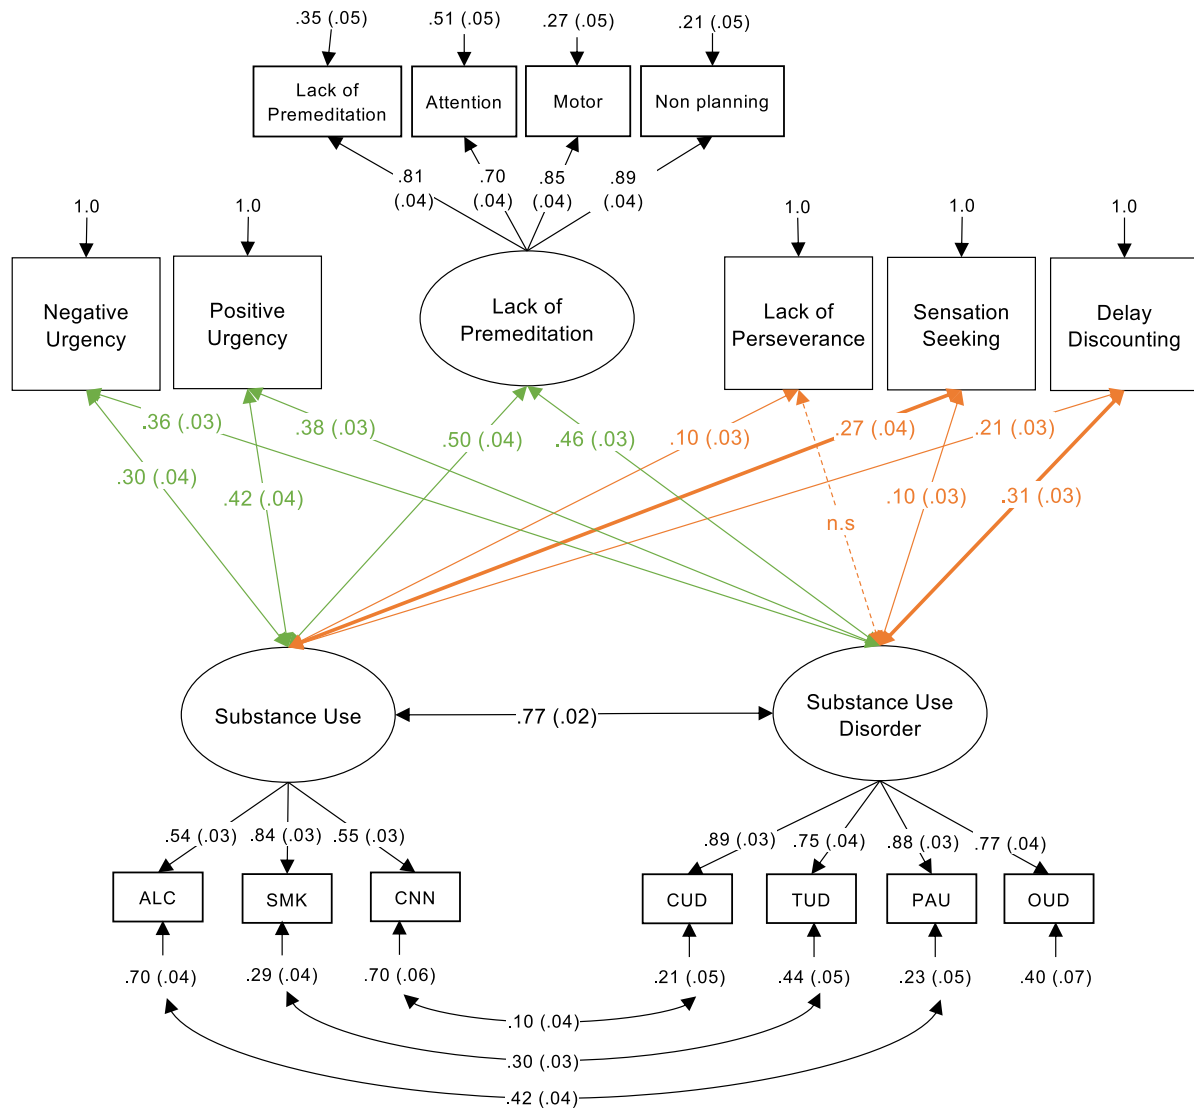 .35 (.05)
.51 (.05)
.27 (.05)
.21 (.05)
Lack of
Premeditation
Attention
Motor
Non planning
.81
(.04)
.70
(.04)
.85
(.04)
.89
(.04)
1.0
1.0
1.0
1.0
1.0
Negative
Urgency
Positive
Urgency
Lack of
Premeditation
Lack of
Perseverance
Sensation
Seeking
Delay
Discounting
.36 (.03)
.38 (.03)
.50 (.04)
.46 (.03)
.10 (.03)
.27 (.04)
.21 (.03)
.30 (.04)
.42 (.04)
n.s
.10 (.03)
.31 (.03)
Substance Use
.77 (.02)
Substance Use
Disorder
.54 (.03)
.84 (.03)
.55 (.03)
.89 (.03)
.75 (.04)
.88 (.03)
.77 (.04)
ALC
SMK
CNN
CUD
TUD
PAU
OUD
.70 (.04)
.29 (.04)
.70 (.06)
.21 (.05)
.44 (.05)
.23 (.05)
.40 (.07)
.10 (.04)
.30 (.03)
.42 (.04)